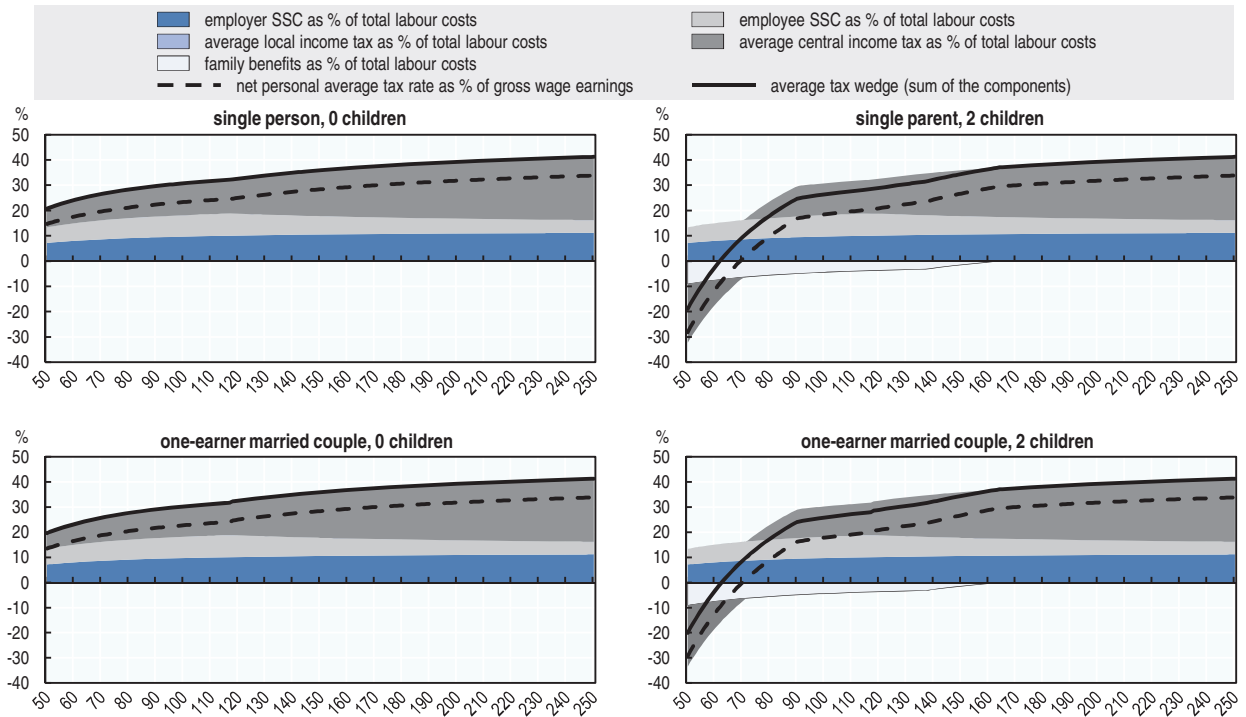 employer SSC as % of total labour costs
employee SSC as % of total labour costs
average local income tax as % of total labour costs
average central income tax as % of total labour costs
family benefits as % of total labour costs
net personal average tax rate as % of gross wage earnings
average tax wedge (sum of the components)
%
single person, 0 children
50
40
30
20
10
0
-10
-20
-30
-40
50 60 70 80 90 100 110 120 130 140 150 160 170 180 190 200 210 220 230 240 250
%
single parent, 2 children
50
40
30
20
10
0
-10
-20
-30
-40
50 60 70 80 90 100 110 120 130 140 150 160 170 180 190 200 210 220 230 240 250
%
one-earner married couple, 0 children
50
40
30
20
10
0
-10
-20
-30
-40
50 60 70 80 90 100 110 120 130 140 150 160 170 180 190 200 210 220 230 240 250
%
one-earner married couple, 2 children
50
40
30
20
10
0
-10
-20
-30
-40
50 60 70 80 90 100 110 120 130 140 150 160 170 180 190 200 210 220 230 240 250